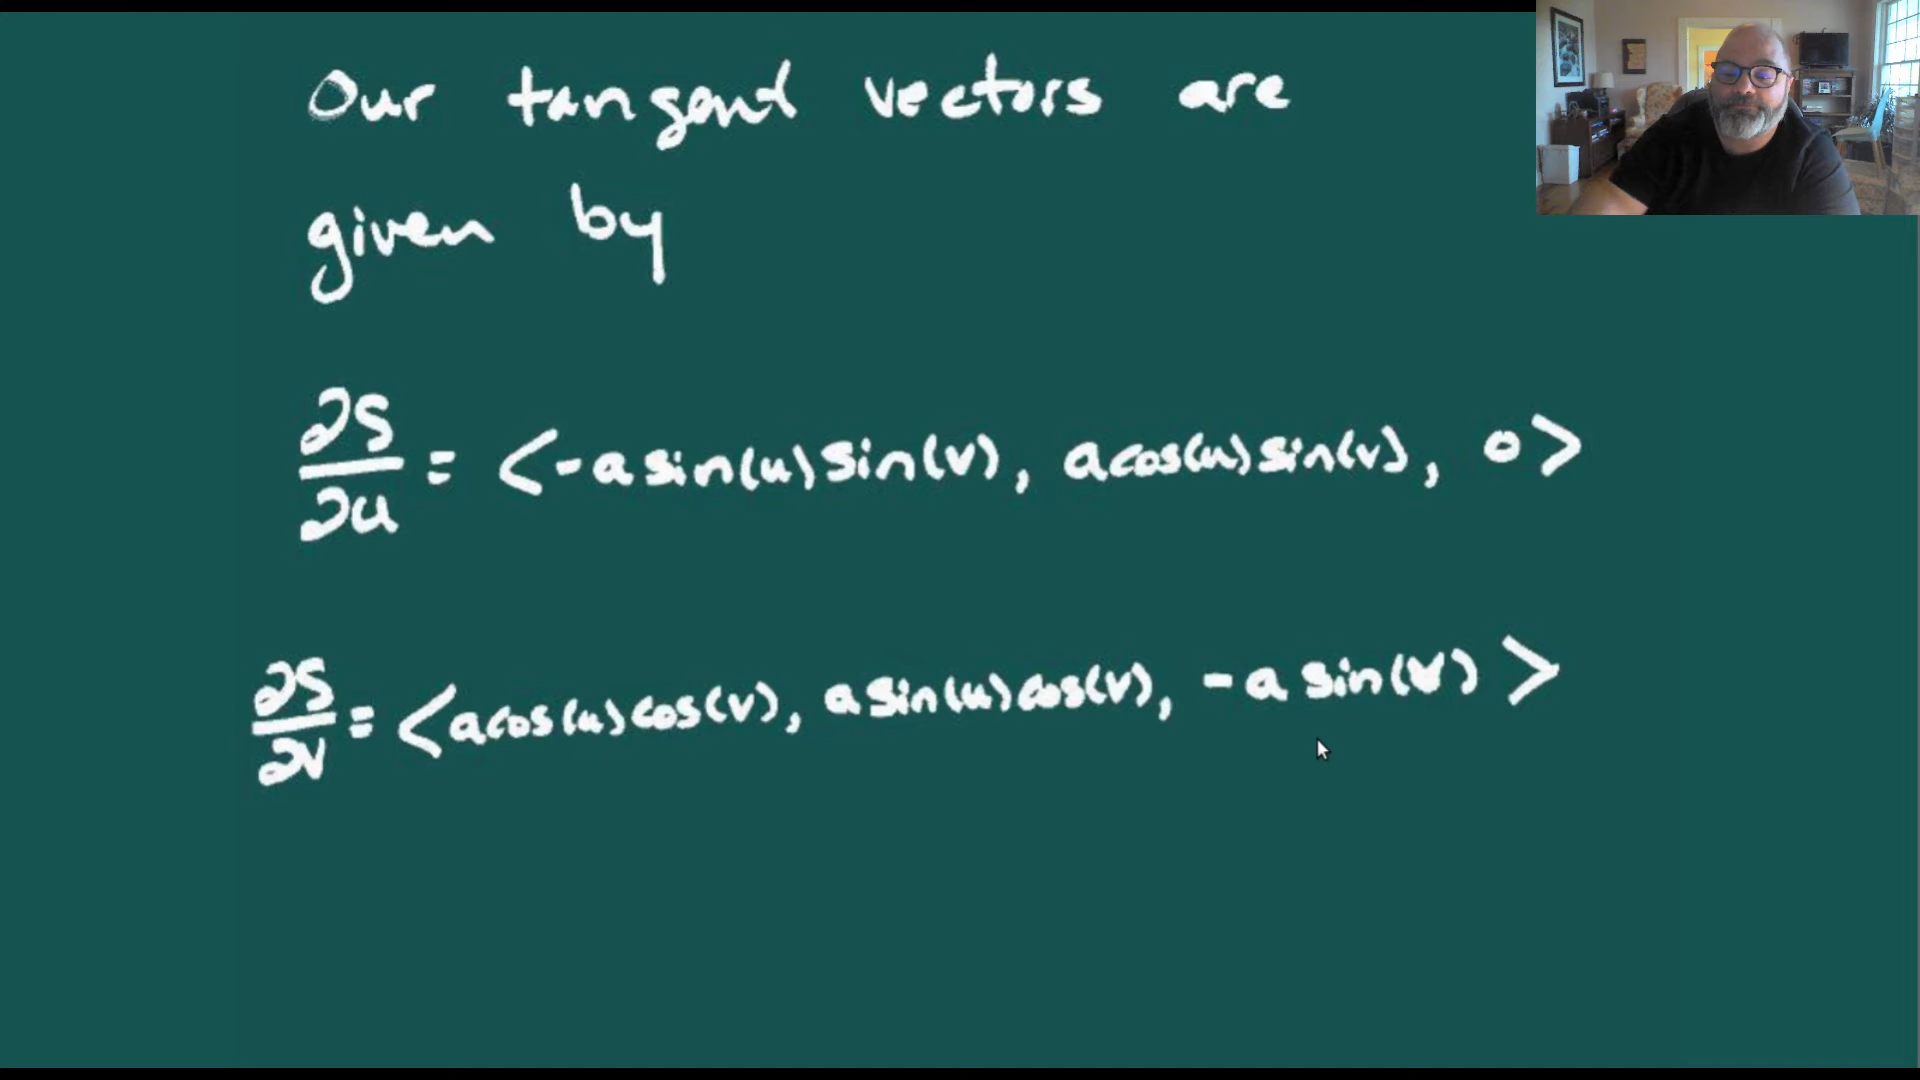 Our tangent vectors are
given by
∂S/∂u = <-a sin(u) sin(v), a cos(u) sin(v), 0>
∂S/∂v = <a cos(u) cos(v), a sin(u) cos(v), -a sin(v)>